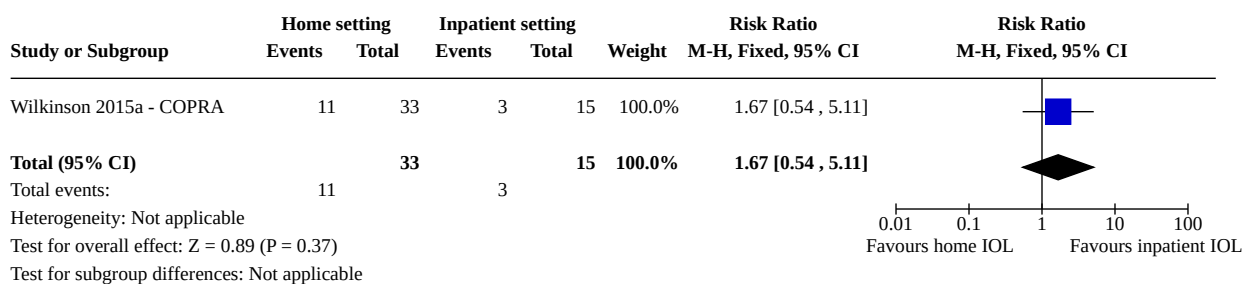 Home setting Inpatient setting Risk Ratio Risk Ratio
Study or Subgroup Events Total Events Total Weight M-H, Fixed, 95% CI M-H, Fixed, 95% CI
Wilkinson 2015a - COPRA 11 33 3 15 100.0% 1.67 [0.54 , 5.11]
Total (95% CI) 33 15 100.0% 1.67 [0.54 , 5.11]
Total events: 11 3
Heterogeneity: Not applicable
0.01 0.1 1 10 100
Test for overall effect: Z = 0.89 (P = 0.37) Favours home IOL Favours inpatient IOL
Test for subgroup differences: Not applicable